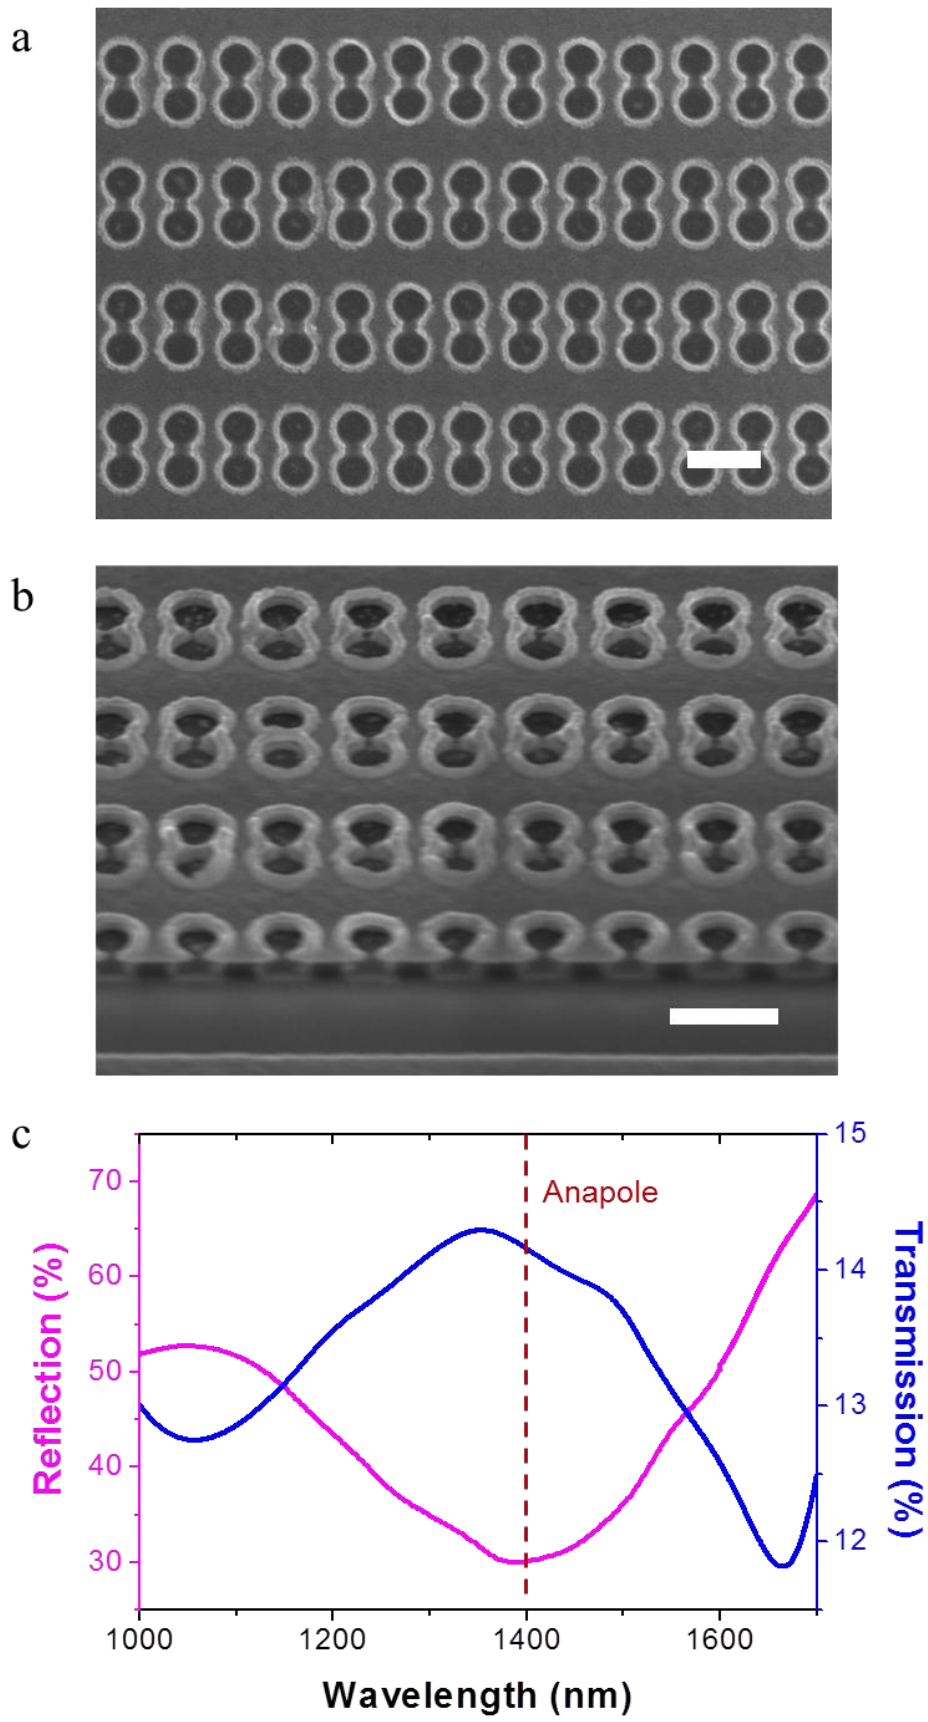 a
b
c
Anapole
70
60
50
40
30
Reflection (%)
15
14
13
12
Transmission (%)
1000 1200 1400 1600
Wavelength (nm)